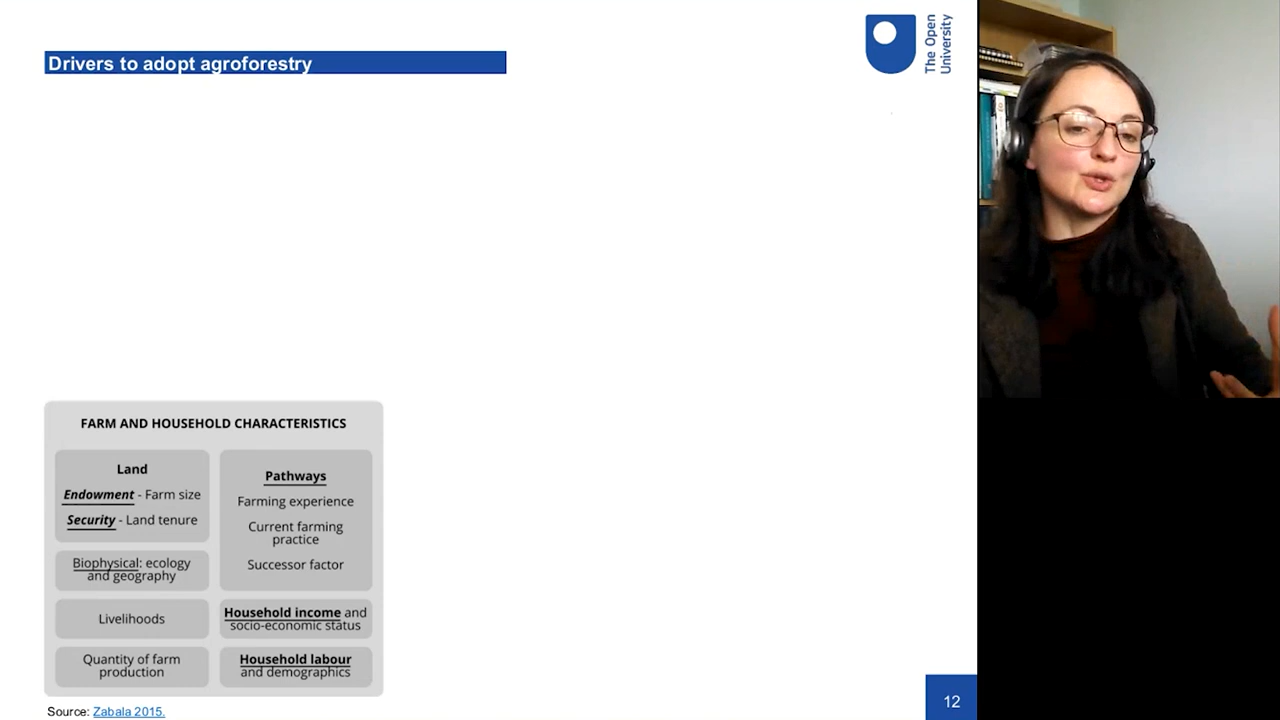 Drivers to adopt agroforestry
The Open
University
FARM AND HOUSEHOLD CHARACTERISTICS
Land
Endowment - Farm size
Security - Land tenure
Biophysical: ecology
and geography
Livelihoods
Quantity of farm
production
Pathways
Farming experience
Current farming
practice
Successor factor
Household income and
socio-economic status
Household labour
and demographics
Source: Zabala 2015.
12